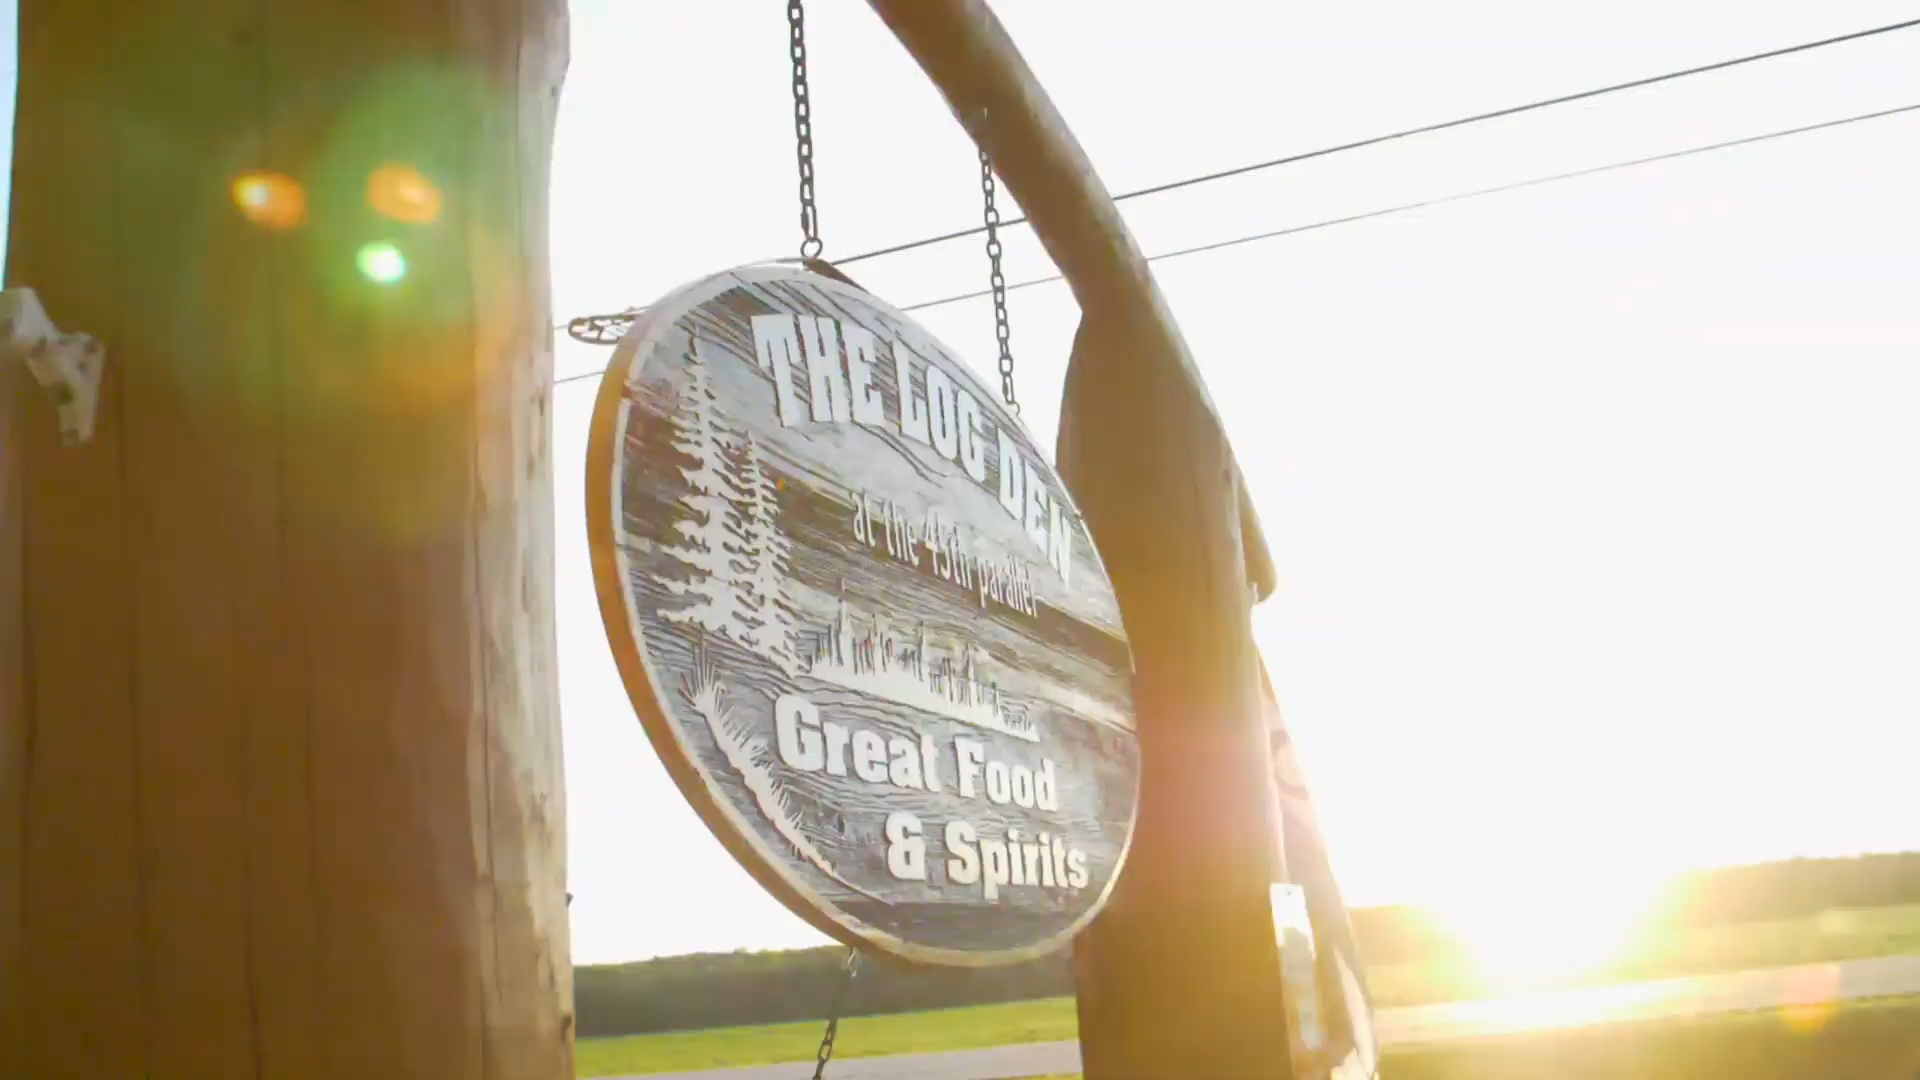 THE LOG DEN
at the 45th parallel
Great Food
& Spirits